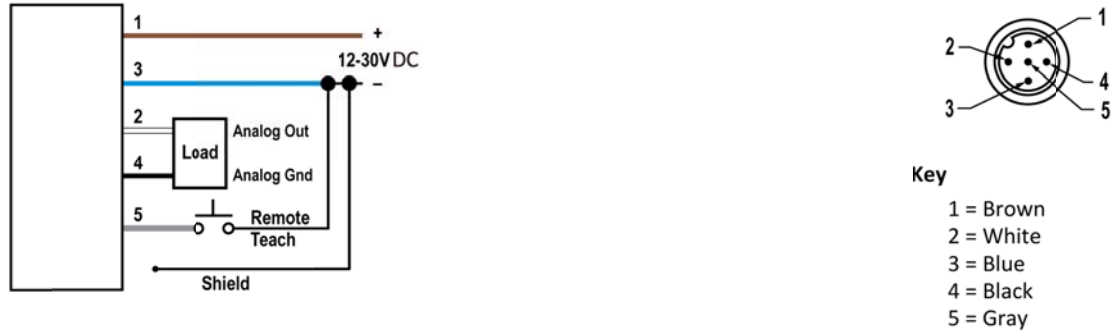 1
+
12-30V DC
3
–
2
Analog Out
Load
4
Analog Gnd
5
Remote
Teach
Shield
1
2
4
3
5
Key
1 = Brown
2 = White
3 = Blue
4 = Black
5 = Gray